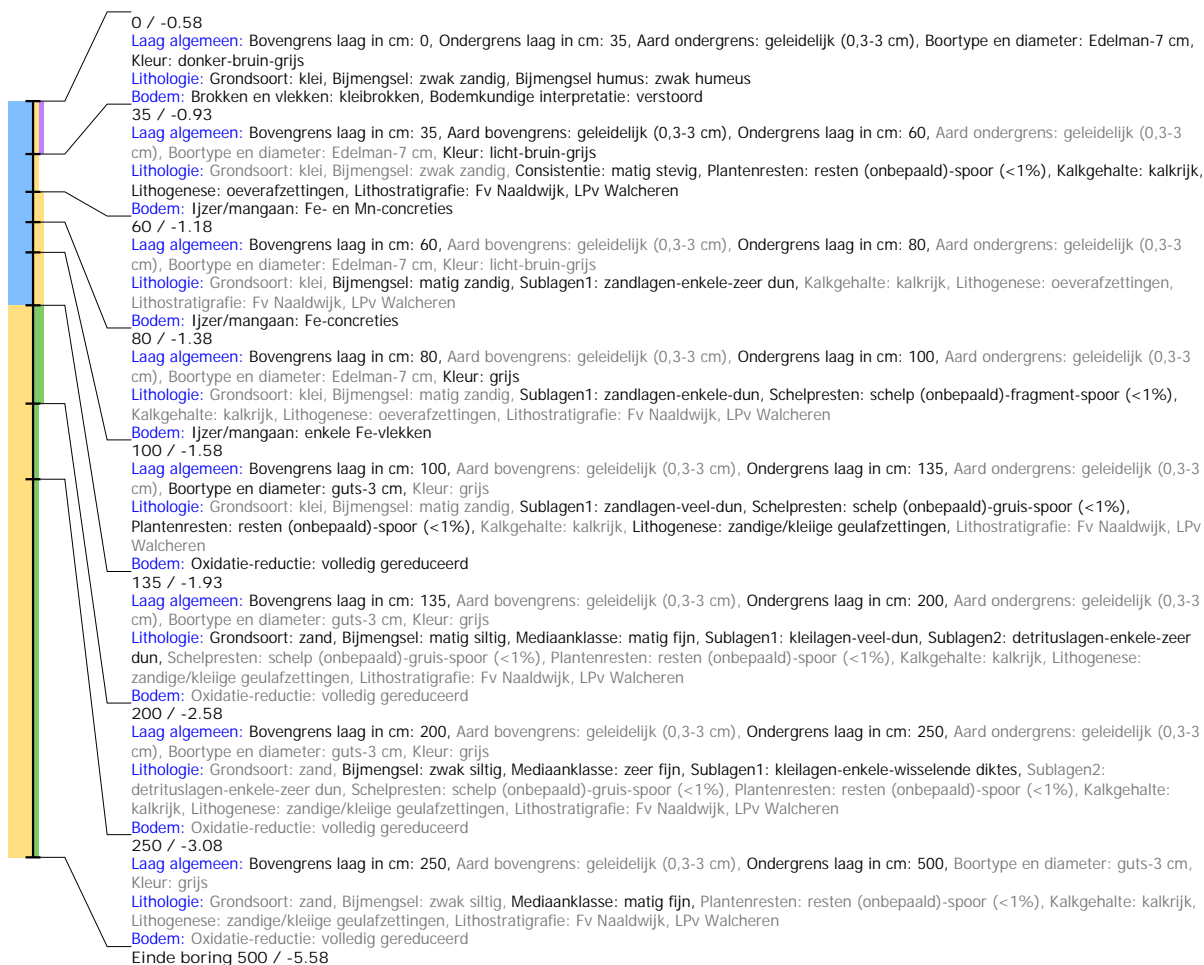 0 / -0.58
Laag algemeen: Bovengrens laag in cm: 0, Ondergrens laag in cm: 35, Aard ondergrens: geleidelijk (0,3-3 cm), Boortype en diameter: Edelman-7 cm,
Kleur: donker-bruin-grijs
Lithologie: Grondsoort: klei, Bijmengsel: zwak zandig, Bijmengsel humus: zwak humeus
Bodem: Brokken en vlekken: kleibrokken, Bodemkundige interpretatie: verstoord
35 / -0.93
Laag algemeen: Bovengrens laag in cm: 35, Aard bovengrens: geleidelijk (0,3-3 cm), Ondergrens laag in cm: 60, Aard ondergrens: geleidelijk (0,3-3
cm), Boortype en diameter: Edelman-7 cm, Kleur: licht-bruin-grijs
Lithologie: Grondsoort: klei, Bijmengsel: zwak zandig, Consistentie: matig stevig, Plantenresten: resten (onbepaald)-spoor (<1%), Kalkgehalte: kalkrijk,
Lithogenese: oeverafzettingen, Lithostratigrafie: Fv Naaldwijk, LPv Walcheren
Bodem: Ijzer/mangaan: Fe- en Mn-concreties
60 / -1.18
Laag algemeen: Bovengrens laag in cm: 60, Aard bovengrens: geleidelijk (0,3-3 cm), Ondergrens laag in cm: 80, Aard ondergrens: geleidelijk (0,3-3
cm), Boortype en diameter: Edelman-7 cm, Kleur: licht-bruin-grijs
Lithologie: Grondsoort: klei, Bijmengsel: matig zandig, Sublagen1: zandlagen-enkele-zeer dun, Kalkgehalte: kalkrijk, Lithogenese: oeverafzettingen,
Lithostratigrafie: Fv Naaldwijk, LPv Walcheren
Bodem: Ijzer/mangaan: Fe-concreties
80 / -1.38
Laag algemeen: Bovengrens laag in cm: 80, Aard bovengrens: geleidelijk (0,3-3 cm), Ondergrens laag in cm: 100, Aard ondergrens: geleidelijk (0,3-3
cm), Boortype en diameter: Edelman-7 cm, Kleur: grijs
Lithologie: Grondsoort: klei, Bijmengsel: matig zandig, Sublagen1: zandlagen-enkele-dun, Schelpresten: schelp (onbepaald)-fragment-spoor (<1%),
Kalkgehalte: kalkrijk, Lithogenese: oeverafzettingen, Lithostratigrafie: Fv Naaldwijk, LPv Walcheren
Bodem: Ijzer/mangaan: enkele Fe-vlekken
100 / -1.58
Laag algemeen: Bovengrens laag in cm: 100, Aard bovengrens: geleidelijk (0,3-3 cm), Ondergrens laag in cm: 135, Aard ondergrens: geleidelijk (0,3-3
cm), Boortype en diameter: guts-3 cm, Kleur: grijs
Lithologie: Grondsoort: klei, Bijmengsel: matig zandig, Sublagen1: zandlagen-veel-dun, Schelpresten: schelp (onbepaald)-gruis-spoor (<1%),
Plantenresten: resten (onbepaald)-spoor (<1%), Kalkgehalte: kalkrijk, Lithogenese: zandige/kleiige geulafzettingen, Lithostratigrafie: Fv Naaldwijk, LPv
Walcheren
Bodem: Oxidatie-reductie: volledig gereduceerd
135 / -1.93
Laag algemeen: Bovengrens laag in cm: 135, Aard bovengrens: geleidelijk (0,3-3 cm), Ondergrens laag in cm: 200, Aard ondergrens: geleidelijk (0,3-3
cm), Boortype en diameter: guts-3 cm, Kleur: grijs
Lithologie: Grondsoort: zand, Bijmengsel: matig siltig, Mediaanklasse: matig fijn, Sublagen1: kleilagen-veel-dun, Sublagen2: detrituslagen-enkele-zeer
dun, Schelpresten: schelp (onbepaald)-gruis-spoor (<1%), Plantenresten: resten (onbepaald)-spoor (<1%), Kalkgehalte: kalkrijk, Lithogenese:
zandige/kleiige geulafzettingen, Lithostratigrafie: Fv Naaldwijk, LPv Walcheren
Bodem: Oxidatie-reductie: volledig gereduceerd
200 / -2.58
Laag algemeen: Bovengrens laag in cm: 200, Aard bovengrens: geleidelijk (0,3-3 cm), Ondergrens laag in cm: 250, Aard ondergrens: geleidelijk (0,3-3
cm), Boortype en diameter: guts-3 cm, Kleur: grijs
Lithologie: Grondsoort: zand, Bijmengsel: zwak siltig, Mediaanklasse: zeer fijn, Sublagen1: kleilagen-enkele-wisselende diktes, Sublagen2:
detrituslagen-enkele-zeer dun, Schelpresten: schelp (onbepaald)-gruis-spoor (<1%), Plantenresten: resten (onbepaald)-spoor (<1%), Kalkgehalte:
kalkrijk, Lithogenese: zandige/kleiige geulafzettingen, Lithostratigrafie: Fv Naaldwijk, LPv Walcheren
Bodem: Oxidatie-reductie: volledig gereduceerd
250 / -3.08
Laag algemeen: Bovengrens laag in cm: 250, Aard bovengrens: geleidelijk (0,3-3 cm), Ondergrens laag in cm: 500, Boortype en diameter: guts-3 cm,
Kleur: grijs
Lithologie: Grondsoort: zand, Bijmengsel: zwak siltig, Mediaanklasse: matig fijn, Plantenresten: resten (onbepaald)-spoor (<1%), Kalkgehalte: kalkrijk,
Lithogenese: zandige/kleiige geulafzettingen, Lithostratigrafie: Fv Naaldwijk, LPv Walcheren
Bodem: Oxidatie-reductie: volledig gereduceerd
Einde boring 500 / -5.58